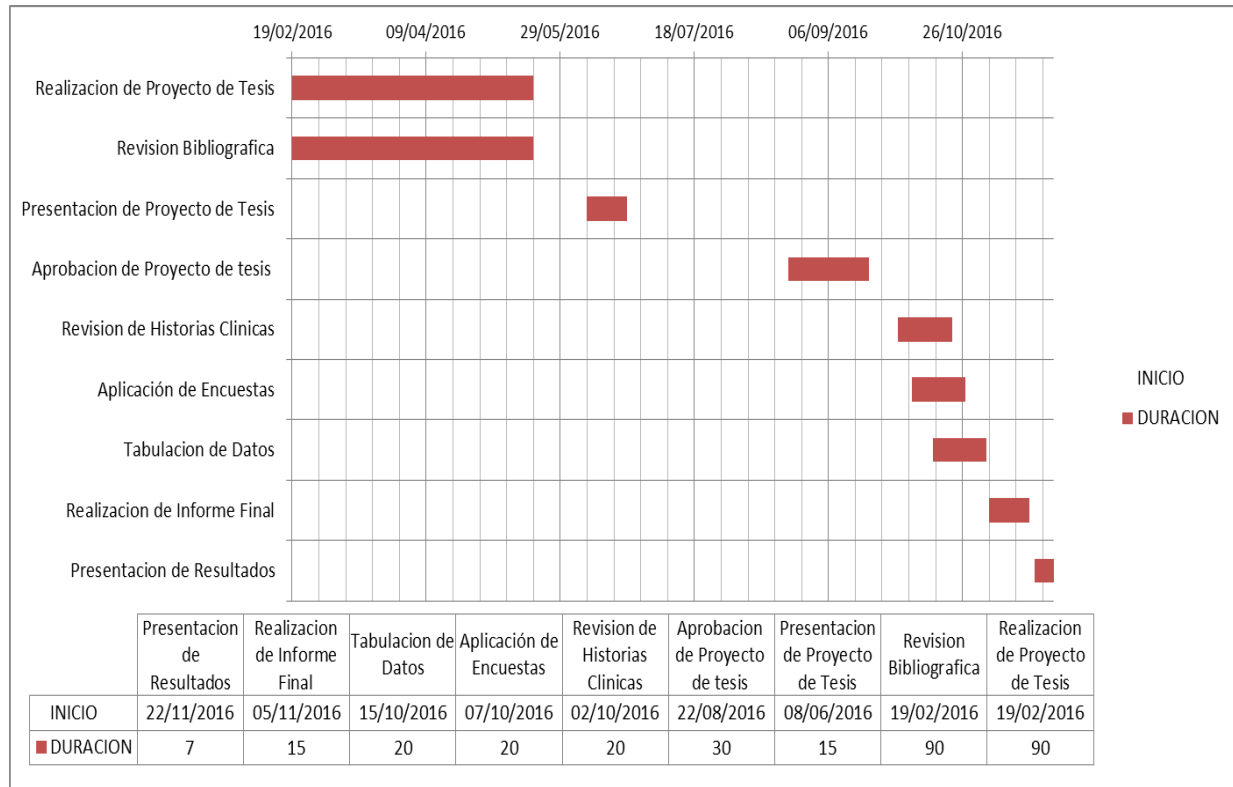 19/02/2016 09/04/2016 29/05/2016 18/07/2016 06/09/2016 26/10/2016
Realizacion de Proyecto de Tesis
Revision Bibliografica
Presentacion de Proyecto de Tesis
Aprobacion de Proyecto de tesis
Revision de Historias Clinicas
Aplicación de Encuestas
Tabulacion de Datos
Realizacion de Informe Final
Presentacion de Resultados
INICIO
DURACION
Presentacion de Resultados Realizacion de Informe Final Tabulacion de Datos Aplicación de Encuestas Revision de Historias Clinicas Aprobacion de Proyecto de tesis Presentacion de Proyecto de Tesis Revision Bibliografica Realizacion de Proyecto de Tesis
INICIO 22/11/2016 05/11/2016 15/10/2016 07/10/2016 02/10/2016 22/08/2016 08/06/2016 19/02/2016 19/02/2016
DURACION 7 15 20 20 20 30 15 90 90